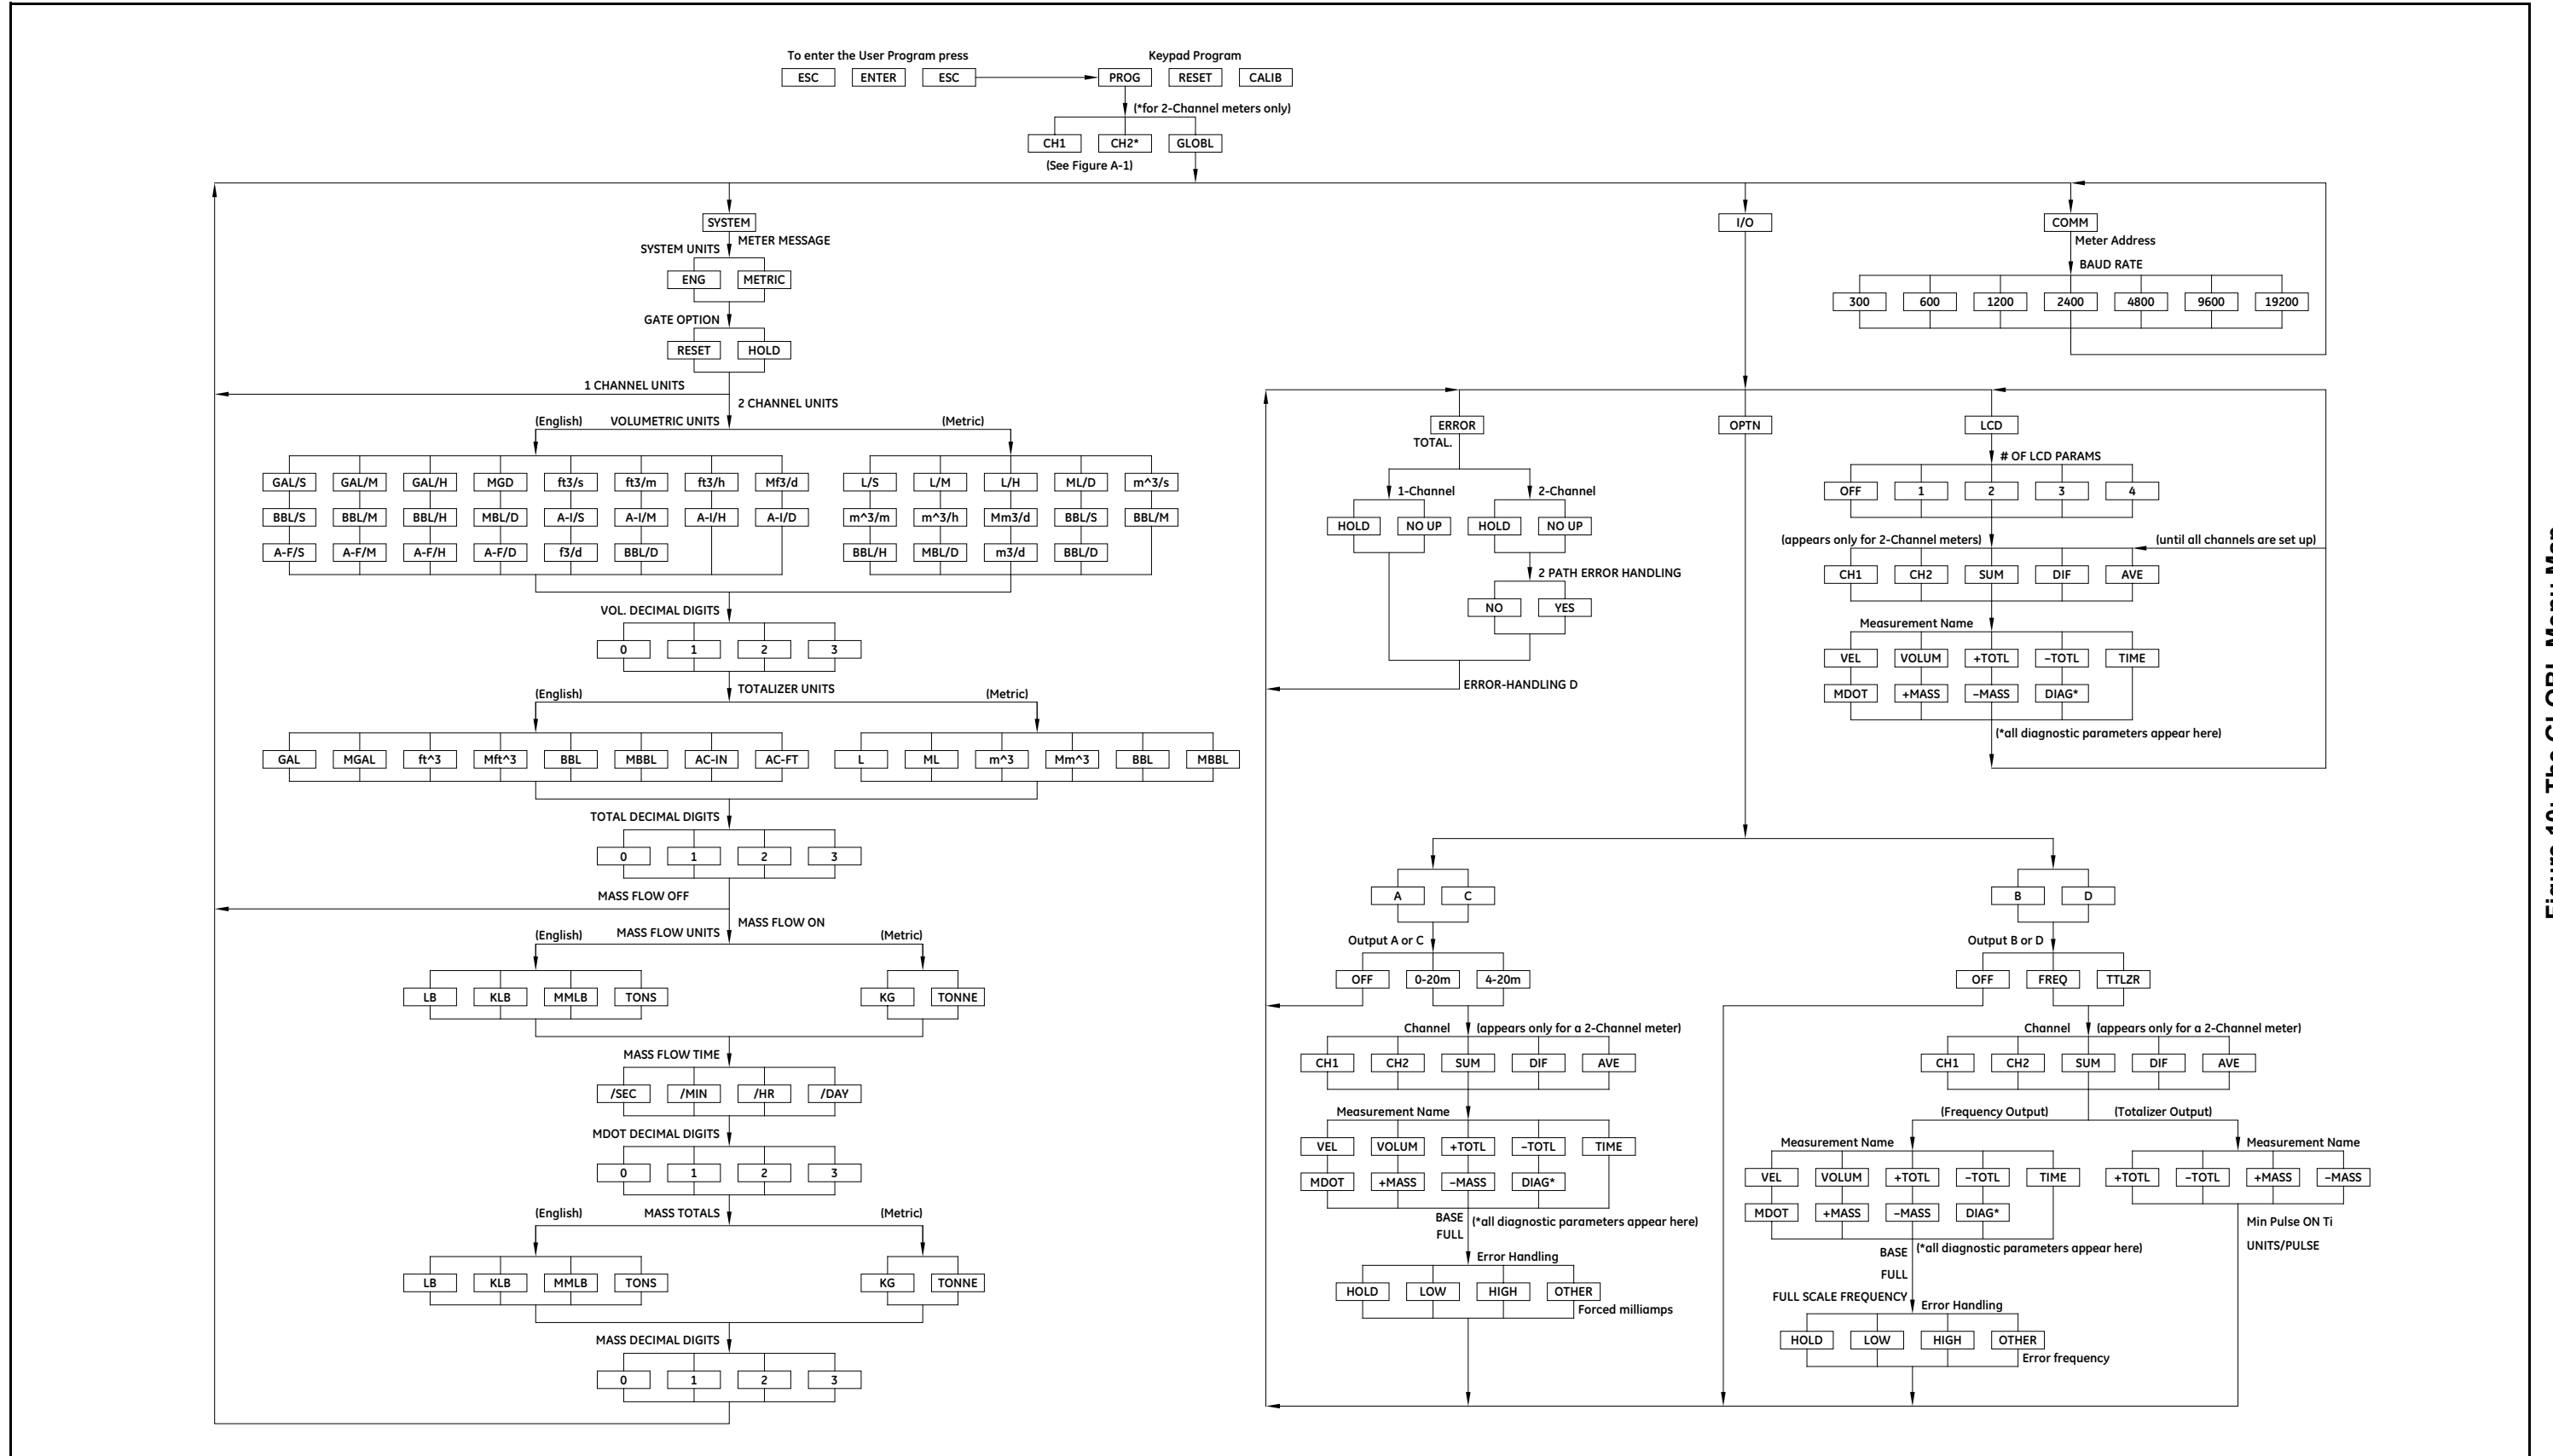 To enter the User Program press
Keypad Program
ESC ENTER ESC PROG RESET CALIB
(*for 2-Channel meters only)
CH1 CH2* GLOBL
(See Figure A-1)
SYSTEM
METER MESSAGE
SYSTEM UNITS
ENG METRIC
GATE OPTION
RESET HOLD
1 CHANNEL UNITS
2 CHANNEL UNITS
(English) VOLUMETRIC UNITS (Metric)
GAL/S GAL/M GAL/H MGD ft3/s ft3/m ft3/h Mf3/d
BBL/S BBL/M BBL/H MBL/D A-I/S A-I/M A-I/H A-I/D
A-F/S A-F/M A-F/H A-F/D f3/d BBL/D
L/S L/M L/H ML/D m^3/s
m^3/m m^3/h Mm3/d BBL/S BBL/M
BBL/H MBL/D m3/d BBL/D
VOL. DECIMAL DIGITS
0 1 2 3
TOTALIZER UNITS
(English) (Metric)
GAL MGAL ft^3 Mft^3 BBL MBBL AC-IN AC-FT
L ML m^3 Mm^3 BBL MBBL
TOTAL DECIMAL DIGITS
0 1 2 3
MASS FLOW OFF
MASS FLOW ON
(English) MASS FLOW UNITS (Metric)
LB KLB MMLB TONS KG TONNE
MASS FLOW TIME
/SEC /MIN /HR /DAY
MDOT DECIMAL DIGITS
0 1 2 3
(English) MASS TOTALS (Metric)
LB KLB MMLB TONS KG TONNE
MASS DECIMAL DIGITS
0 1 2 3
I/O
COMM
Meter Address
BAUD RATE
300 600 1200 2400 4800 9600 19200
ERROR OPTN LCD
TOTAL.
1-Channel 2-Channel
HOLD NO UP HOLD NO UP
2 PATH ERROR HANDLING
NO YES
ERROR-HANDLING D
# OF LCD PARAMS
OFF 1 2 3 4
(appears only for 2-Channel meters) (until all channels are set up)
CH1 CH2 SUM DIF AVE
Measurement Name
VEL VOLUM +TOTL –TOTL TIME
MDOT +MASS –MASS DIAG*
(*all diagnostic parameters appear here)
A C
Output A or C
OFF 0-20m 4-20m
Channel (appears only for a 2-Channel meter)
CH1 CH2 SUM DIF AVE
Measurement Name
VEL VOLUM +TOTL –TOTL TIME
MDOT +MASS –MASS DIAG*
BASE (*all diagnostic parameters appear here)
FULL
Error Handling
HOLD LOW HIGH OTHER
Forced milliamps
B D
Output B or D
OFF FREQ TTLZR
Channel (appears only for a 2-Channel meter)
CH1 CH2 SUM DIF AVE
(Frequency Output) (Totalizer Output)
Measurement Name
VEL VOLUM +TOTL –TOTL TIME
MDOT +MASS –MASS DIAG*
BASE (*all diagnostic parameters appear here)
FULL
FULL SCALE FREQUENCY
Error Handling
HOLD LOW HIGH OTHER
Error frequency
Measurement Name
+TOTL –TOTL +MASS –MASS
Min Pulse ON Ti
UNITS/PULSE
Figure 40: The GLOBL Menu Map